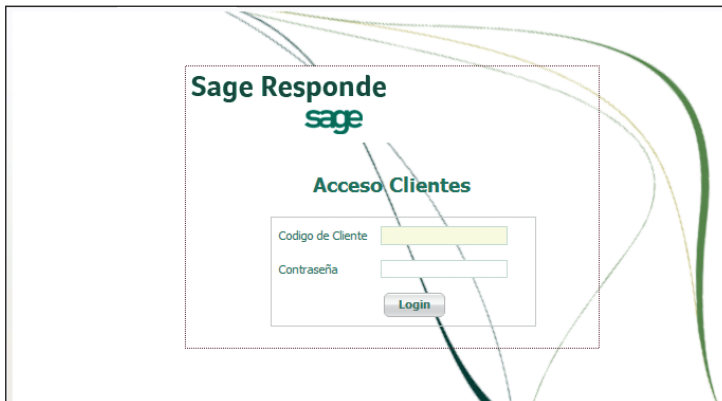 Sage Responde
sage
Acceso Clientes
Codigo de Cliente
Contraseña
Login